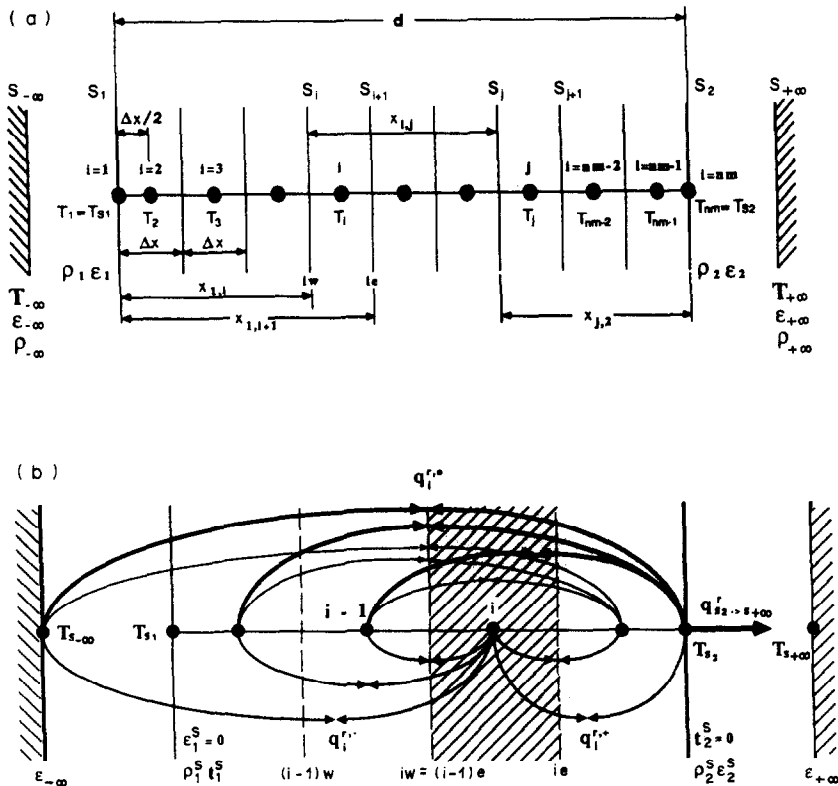 (a)
d
S₋∞ S₁ Sᵢ Sᵢ₊₁ Sⱼ Sⱼ₊₁ S₂ S₊∞
Δx/2 xᵢ,ⱼ
i=1 i=2 i=3 i j i=nm-2 i=nm-1 i=nm
T₁=Tₛ₁ T₂ T₃ Tᵢ Tⱼ Tₙₘ₋₂ Tₙₘ₋₁ Tₙₘ=Tₛ₂
Δx Δx
ρ₁ ε₁ iw ie ρ₂ ε₂
x₁,ᵢ
x₁,ᵢ₊₁ xⱼ,₂
T₋∞ T₊∞
ε₋∞ ε₊∞
ρ₋∞ ρ₊∞
(b)
qᵢʳ,ᵉ
i - 1 i
qʳₛ₂₋>ₛ₊∞
Tₛ₋∞ Tₛ₁ Tₛ₂ Tₛ₊∞
qᵢʳ,⁻ qᵢʳ,⁺
ε₁ˢ=0 t₂ˢ=0
ε₋∞ ρ₁ˢ t₁ˢ (i-1)w iw=(i-1)e ie ρ₂ˢ ε₂ˢ ε₊∞